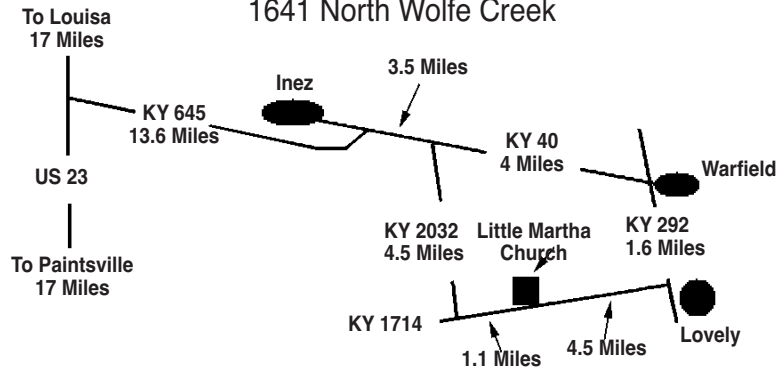 1641 North Wolfe Creek
To Louisa
17 Miles
Inez
3.5 Miles
KY 645
13.6 Miles
KY 40
4 Miles
Warfield
US 23
KY 2032
4.5 Miles
Little Martha
Church
KY 292
1.6 Miles
To Paintsville
17 Miles
KY 1714
Lovely
1.1 Miles
4.5 Miles